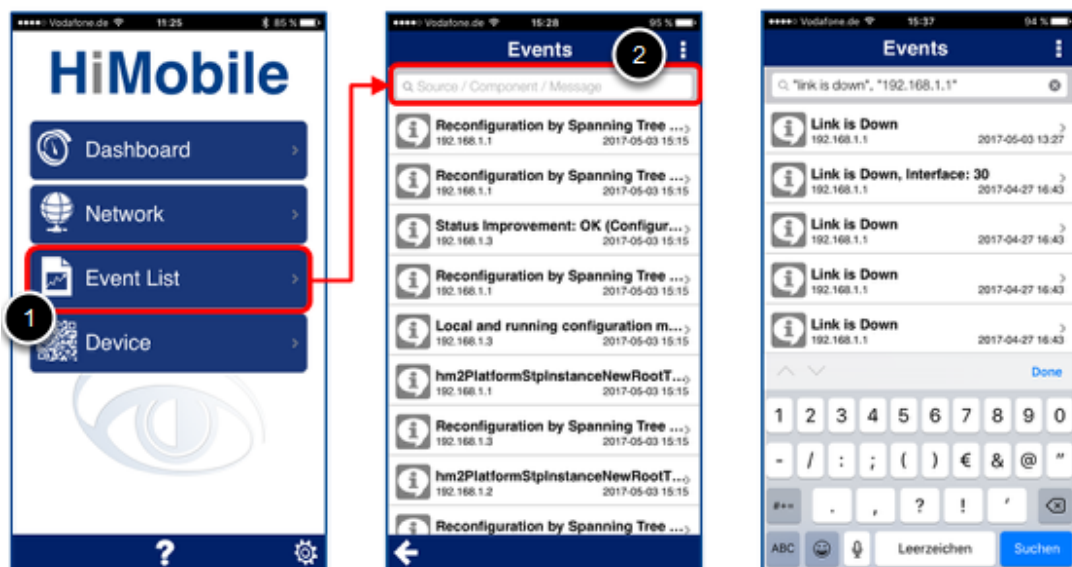 Vodafone.de 11:25 85 %
HiMobile
Dashboard
Network
Event List
1
Device
?
Vodafone.de 15:28 95 %
Events
2
Source / Component / Message
Reconfiguration by Spanning Tree ...
192.168.1.1 2017-05-03 15:15
Reconfiguration by Spanning Tree ...
192.168.1.1 2017-05-03 15:15
Status Improvement: OK (Configur...
192.168.1.3 2017-05-03 15:15
Reconfiguration by Spanning Tree ...
192.168.1.1 2017-05-03 15:15
Local and running configuration m...
192.168.1.3 2017-05-03 15:15
hm2PlatformStpInstanceNewRootT...
192.168.1.1 2017-05-03 15:15
Reconfiguration by Spanning Tree ...
192.168.1.3 2017-05-03 15:15
hm2PlatformStpInstanceNewRootT...
192.168.1.2 2017-05-03 15:15
Reconfiguration by Spanning Tree ...
Vodafone.de 15:37 94 %
Events
"link is down", "192.168.1.1"
Link is Down
192.168.1.1 2017-05-03 13:27
Link is Down, Interface: 30
192.168.1.1 2017-04-27 16:43
Link is Down
192.168.1.1 2017-04-27 16:43
Link is Down
192.168.1.1 2017-04-27 16:43
Link is Down
192.168.1.1 2017-04-27 16:43
Done
1 2 3 4 5 6 7 8 9 0
- / : ; ( ) € & @ "
#+= . , ? ! '
ABC Leerzeichen Suchen